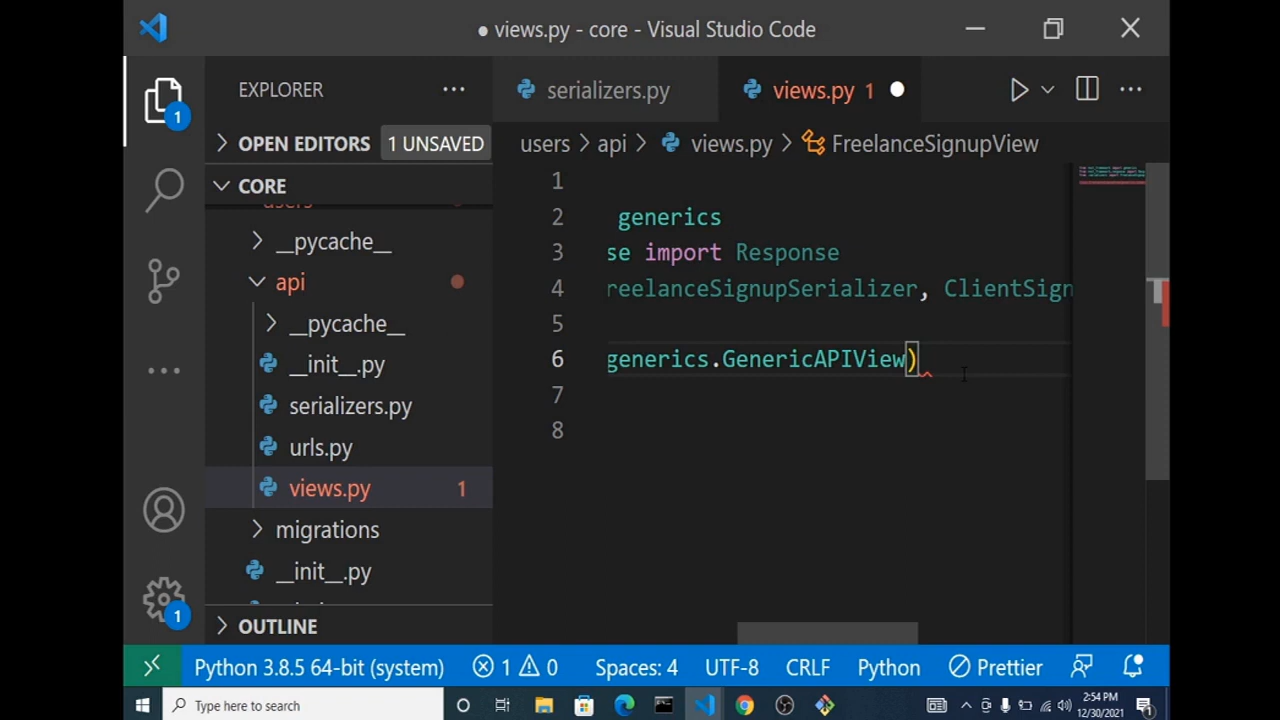 ● views.py - core - Visual Studio Code
EXPLORER
serializers.py
views.py 1
OPEN EDITORS 1 UNSAVED
users > api > views.py > FreelanceSignupView
CORE
users
__pycache__
api
__pycache__
__init__.py
serializers.py
urls.py
views.py 1
migrations
__init__.py
OUTLINE
1
2 generics
3 se import Response
4 reelanceSignupSerializer, ClientSign
5
6 generics.GenericAPIView)
7
8
1
1
Python 3.8.5 64-bit (system) 1 0 Spaces: 4 UTF-8 CRLF Python Prettier
Type here to search
2:54 PM
12/30/2021
1